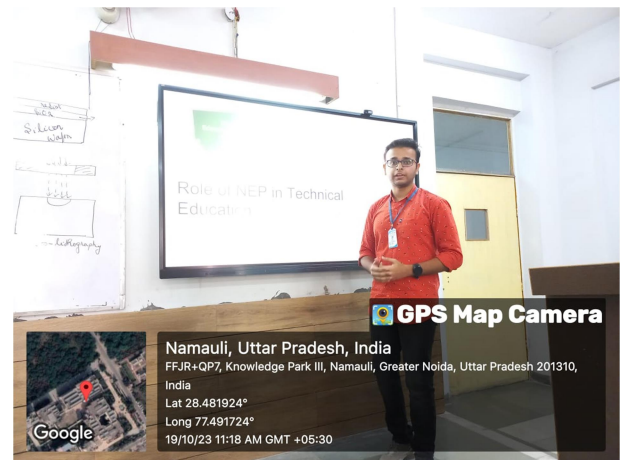 Silicon
wafer
lithography
Role of NEP in Technical
Education
GPS Map Camera
Namauli, Uttar Pradesh, India
FFJR+QP7, Knowledge Park III, Namauli, Greater Noida, Uttar Pradesh 201310,
India
Lat 28.481924°
Long 77.491724°
19/10/23 11:18 AM GMT +05:30
Google